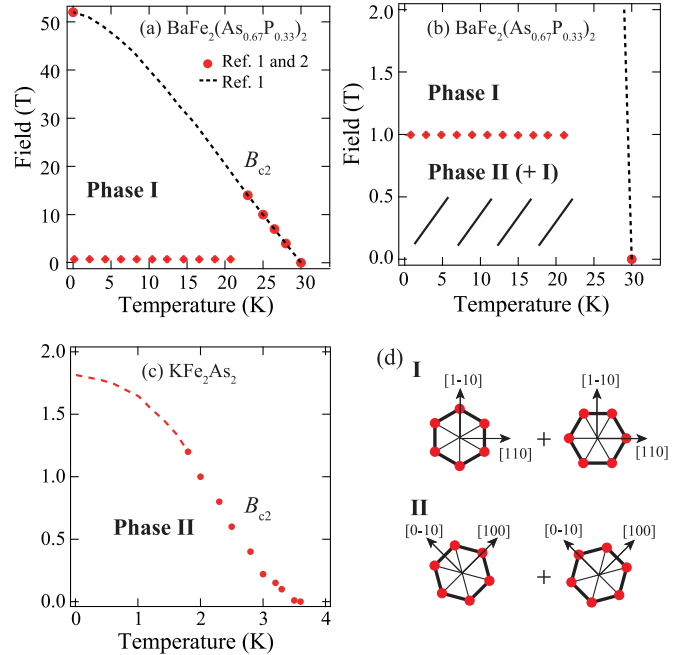 (a) BaFe₂(As₀.₆₇P₀.₃₃)₂
Ref. 1 and 2
Ref. 1
B_c2
Phase I
Field (T)
50
40
30
20
10
0
0 5 10 15 20 25 30
Temperature (K)
(b) BaFe₂(As₀.₆₇P₀.₃₃)₂
Phase I
Phase II (+ I)
Field (T)
2.0
1.5
1.0
0.5
0.0
0 5 10 15 20 25 30
Temperature (K)
(c) KFe₂As₂
B_c2
Phase II
2.0
1.5
1.0
0.5
0.0
0 1 2 3 4
Temperature (K)
(d)
I
[1-10] [1-10]
[110] + [110]
II
[0-10] [100] [0-10] [100]
+